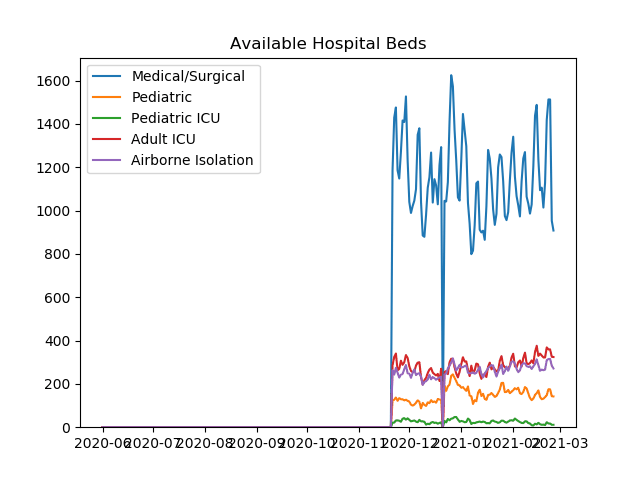 Available Hospital Beds
Medical/Surgical
Pediatric
Pediatric ICU
Adult ICU
Airborne Isolation
1600
1400
1200
1000
800
600
400
200
0
2020-06 2020-07 2020-08 2020-09 2020-10 2020-11 2020-12 2021-01 2021-02 2021-03